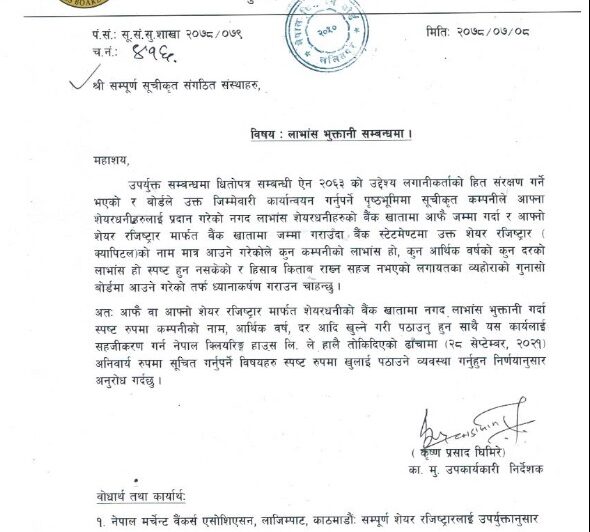 S BOARD
प.सं.: सू.सं.सु.शाखा २०७८/०७९
मिति: २०७८/०७/०८
च.नं.: ४१६
श्री सम्पूर्ण सूचीकृत संगठित संस्थाहरु,
विषय : लाभांस भुक्तानी सम्बन्धमा ।
महाशय,
उपर्युक्त सम्बन्धमा धितोपत्र सम्बन्धी ऐन २०६३ को उद्देश्य लगानीकर्ताको हित संरक्षण गर्ने
भएको र बोर्डले उक्त जिम्मेवारी कार्यान्वयन गर्नुपर्ने पृष्ठभूमिमा सूचीकृत कम्पनीले आफ्ना
शेयरधनीहरुलाई प्रदान गरेको नगद लाभांस शेयरधनीहरुको बैंक खातामा आफै जम्मा गर्दा र आफ्नो
शेयर रजिष्ट्रार मार्फत बैंक खातामा जम्मा गराउँदा बैंक स्टेटमेण्टमा उक्त शेयर रजिष्ट्रार (
क्यापिटल)को नाम मात्र आउने गरेकोले कुन कम्पनीको लाभांस हो, कुन आर्थिक वर्षको कुन दरको
लाभांस हो स्पष्ट हुन नसकेको र हिसाब किताब राख्न सहज नभएको लगायतका व्यहोराको गुनासो
बोर्डमा आउने गरेको तर्फ ध्यानाकर्षण गराउन चाहन्छु ।
अतः आफै वा आफ्नो शेयर रजिष्ट्रार मार्फत शेयरधनीको बैंक खातामा नगद लाभांस भुक्तानी गर्दा
स्पष्ट रुपमा कम्पनीको नाम, आर्थिक वर्ष, दर आदि खुल्ने गरी पठाउनु हुन साथै यस कार्यलाई
सहजीकरण गर्न नेपाल क्लियरिङ्ग हाउस लि. ले हालै तोकिदिएको ढाँचामा (२८ सेप्टेम्बर, २०२१)
अनिवार्य रुपमा सूचित गर्नुपर्ने विषयहरु स्पष्ट रुपमा खुलाई पठाउने व्यवस्था गर्नुहुन निर्णयानुसार
अनुरोध गर्दछु ।
( कृष्ण प्रसाद घिमिरे)
का. मु. उपकार्यकारी निर्देशक
बोधार्थ तथा कार्यार्थ:
१. नेपाल मर्चेन्ट बैंकर्स एसोशिएसन, लाजिम्पाट, काठमाडौं: सम्पूर्ण शेयर रजिष्ट्रारलाई उपर्युक्तानुसार